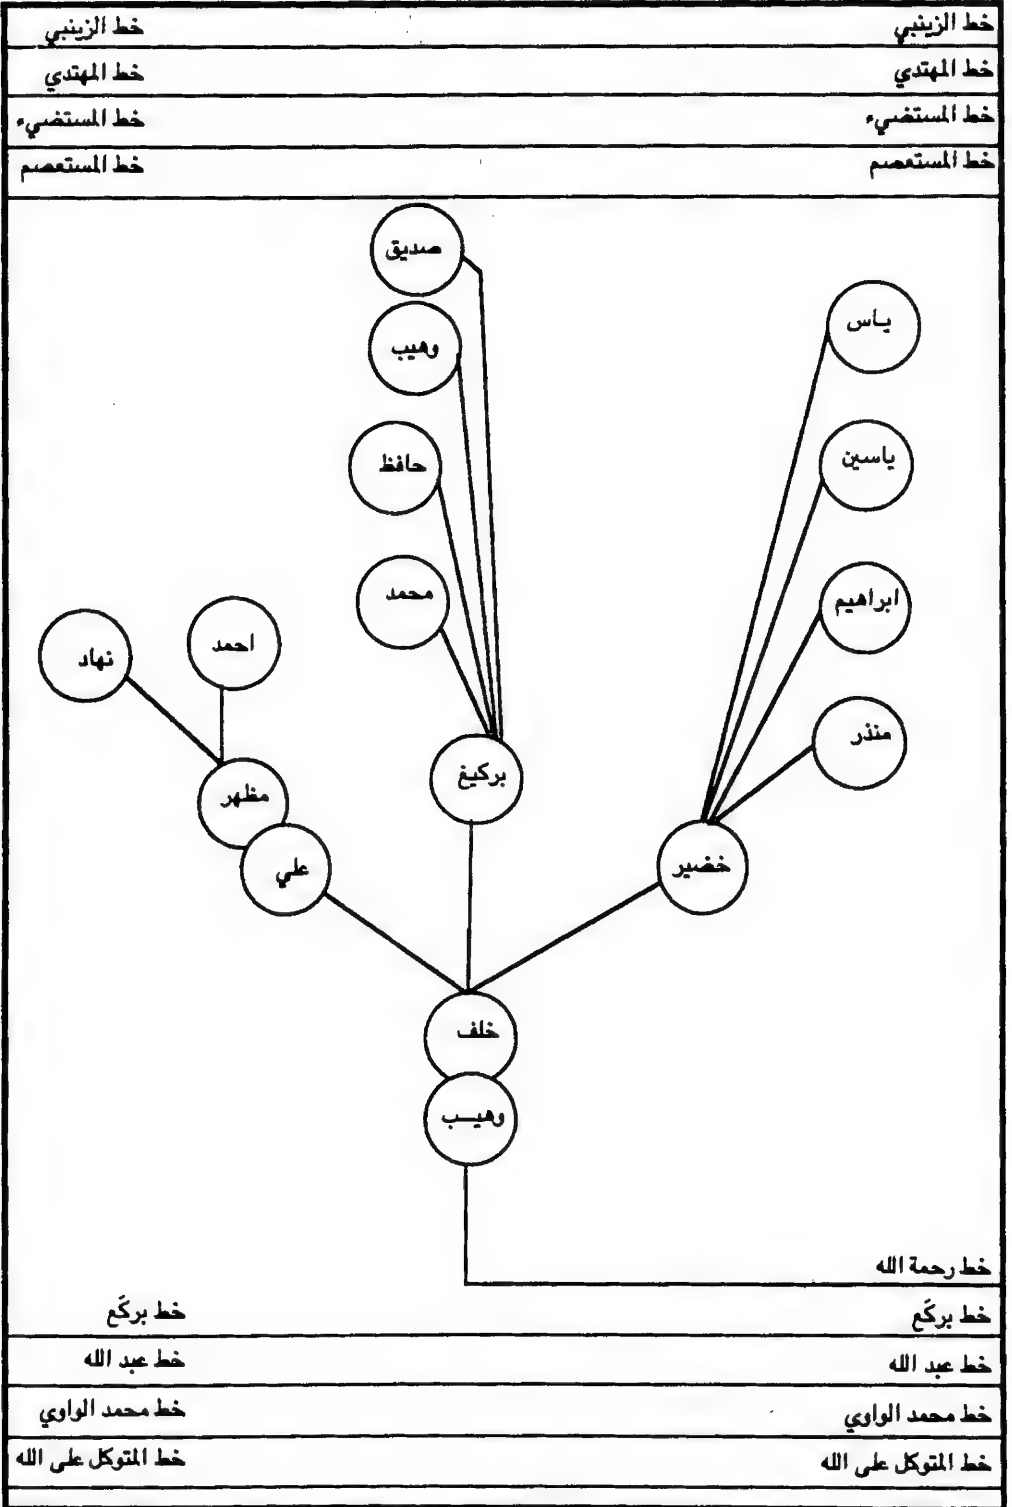 خط الزينبي
خط الزينبي
خط المهتدي
خط المهتدي
خط المستضيء
خط المستضيء
خط المستعصم
خط المستعصم
صديق
ياس
وهيب
ياسين
حافظ
ابراهيم
محمد
احمد
نهاد
منذر
بركيغ
مظهر
خضير
علي
خلف
وهيـب
خط رحمة الله
خط بركَع
خط بركَع
خط عبد الله
خط عبد الله
خط محمد الواوي
خط محمد الواوي
خط المتوكل على الله
خط المتوكل على الله